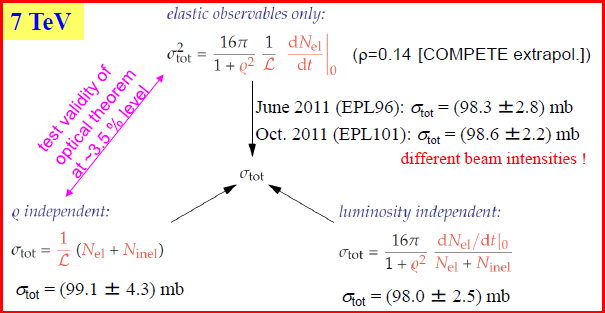 7 TeV
elastic observables only:
σ²tot = 16π / (1 + ϱ²) 1/ℒ dNel/dt |0 (ρ=0.14 [COMPETE extrapol.])
test validity of
optical theorem
at ~3.5 % level
June 2011 (EPL96): σtot = (98.3 ±2.8) mb
Oct. 2011 (EPL101): σtot = (98.6 ±2.2) mb
different beam intensities !
σtot
ϱ independent:
σtot = 1/ℒ (Nel + Ninel)
σtot = (99.1 ± 4.3) mb
luminosity independent:
σtot = 16π / (1 + ϱ²) dNel/dt|0 / (Nel + Ninel)
σtot = (98.0 ± 2.5) mb